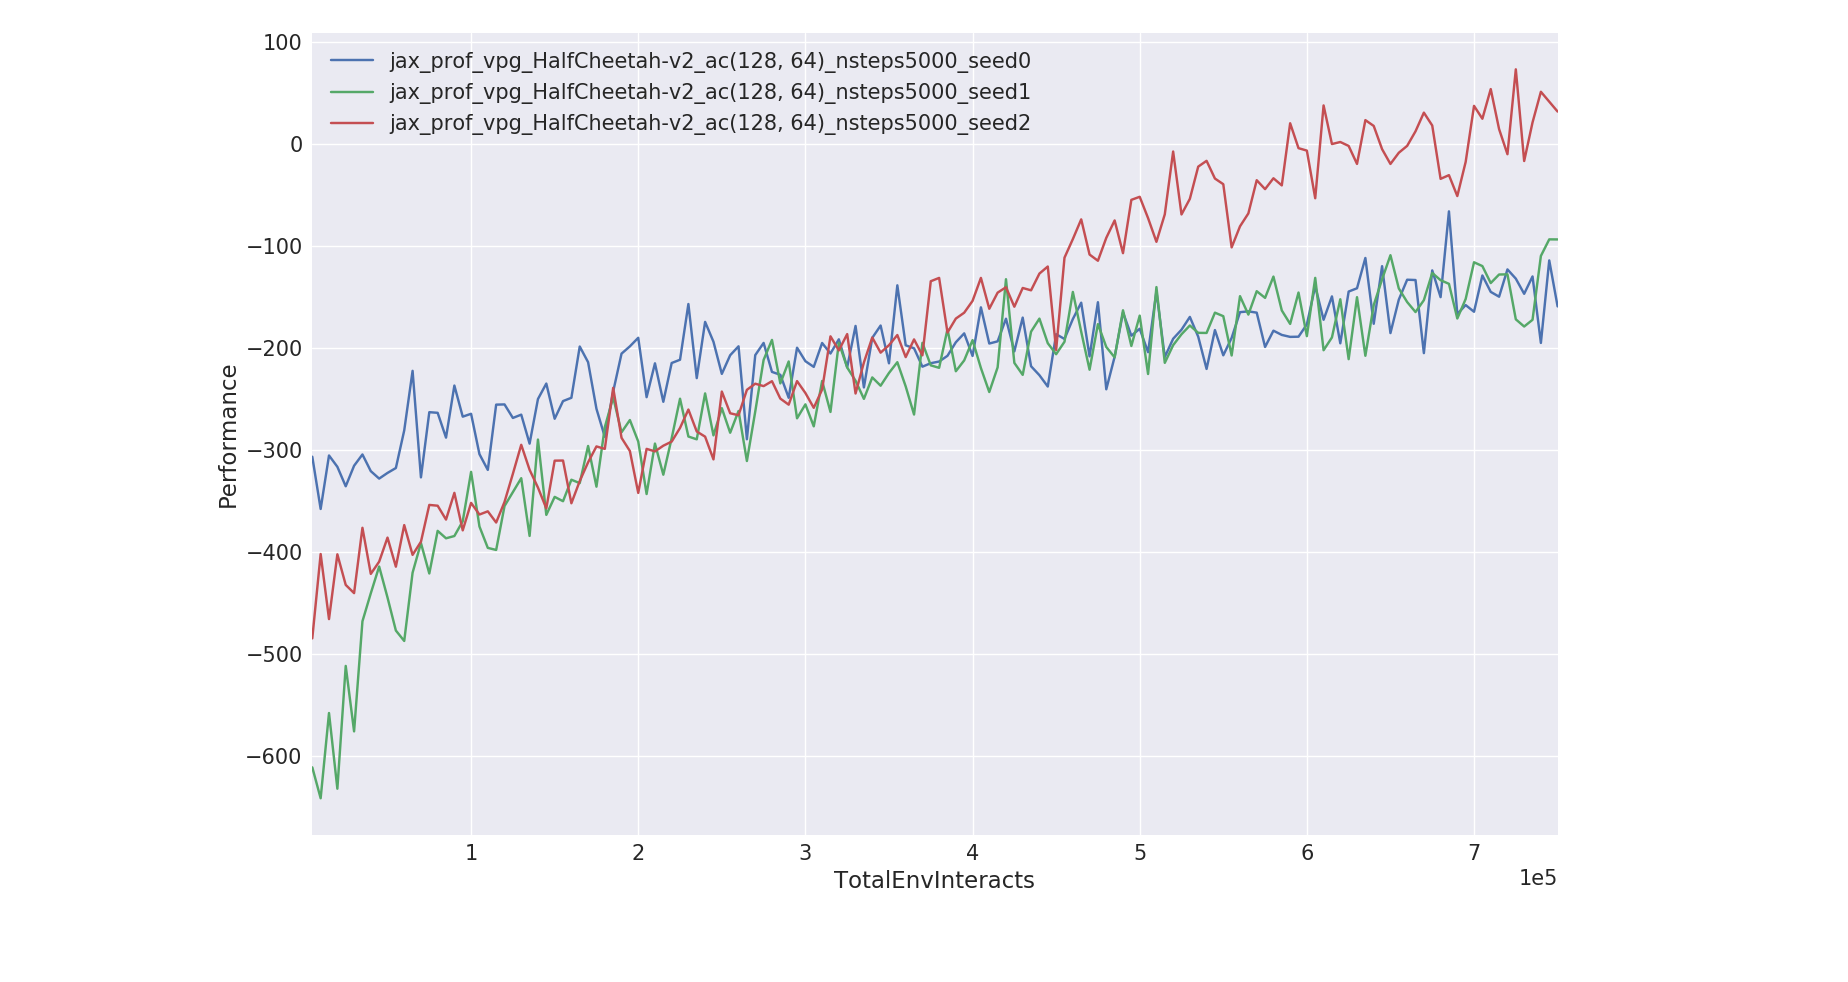 100
0
−100
−200
−300
−400
−500
−600
Performance
jax_prof_vpg_HalfCheetah-v2_ac(128, 64)_nsteps5000_seed0
jax_prof_vpg_HalfCheetah-v2_ac(128, 64)_nsteps5000_seed1
jax_prof_vpg_HalfCheetah-v2_ac(128, 64)_nsteps5000_seed2
1 2 3 4 5 6 7
TotalEnvInteracts
1e5